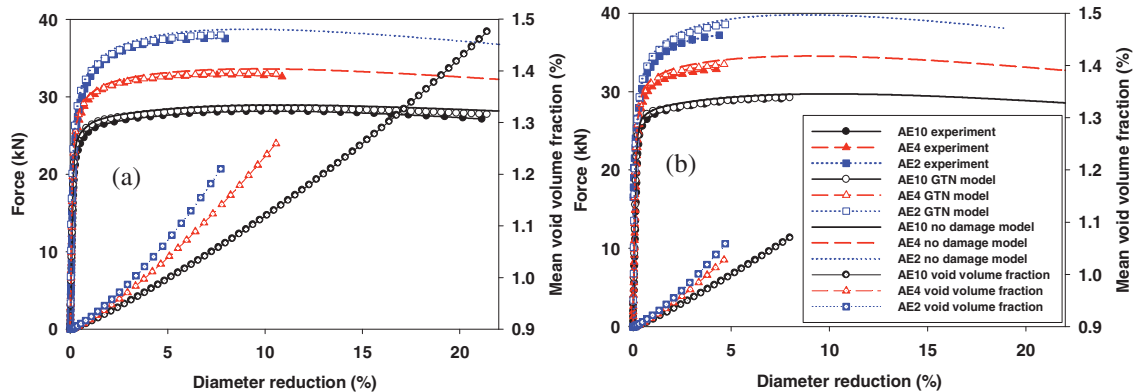 40
30
20
10
0
Force (kN)
(a)
1.5
1.4
1.3
1.2
1.1
1.0
0.9
Mean void volume fraction (%)
0
5
10
15
20
Diameter reduction (%)
40
30
20
10
0
Force (kN)
(b)
AE10 experiment
AE4 experiment
AE2 experiment
AE10 GTN model
AE4 GTN model
AE2 GTN model
AE10 no damage model
AE4 no damage model
AE2 no damage model
AE10 void volume fraction
AE4 void volume fraction
AE2 void volume fraction
1.5
1.4
1.3
1.2
1.1
1.0
0.9
Mean void volume fraction (%)
0
5
10
15
20
Diameter reduction (%)